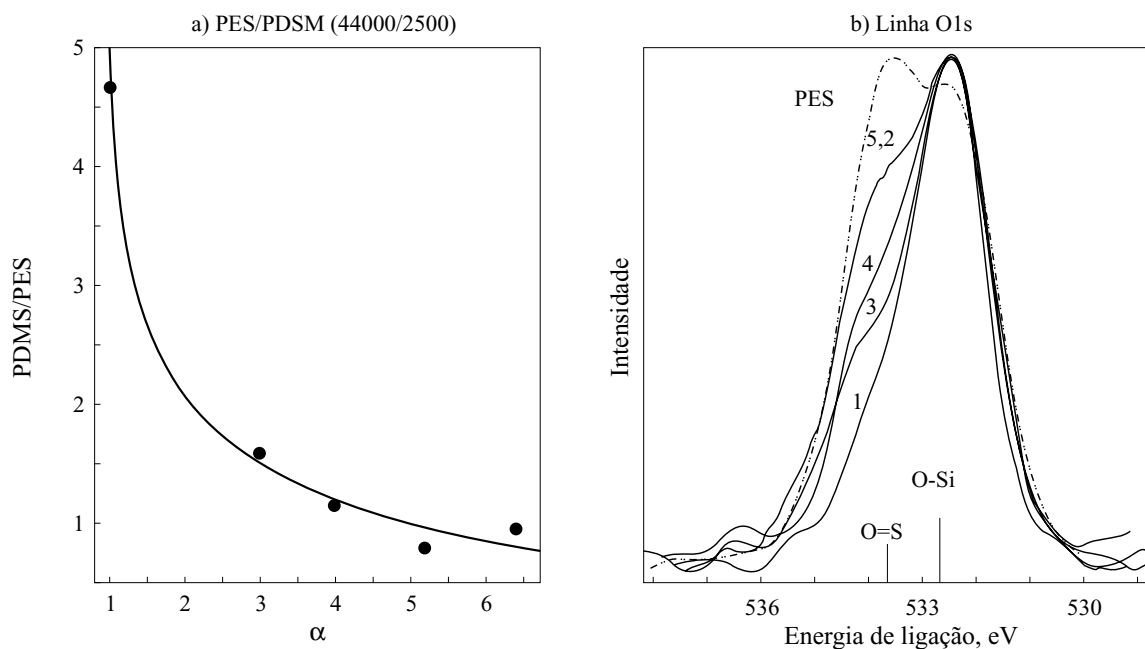 a) PES/PDSM (44000/2500)
5
4
3
2
1
PDMS/PES
1
2
3
4
5
6
α
b) Linha O1s
PES
5,2
4
3
1
O-Si
O=S
Intensidade
536
533
530
Energia de ligação, eV